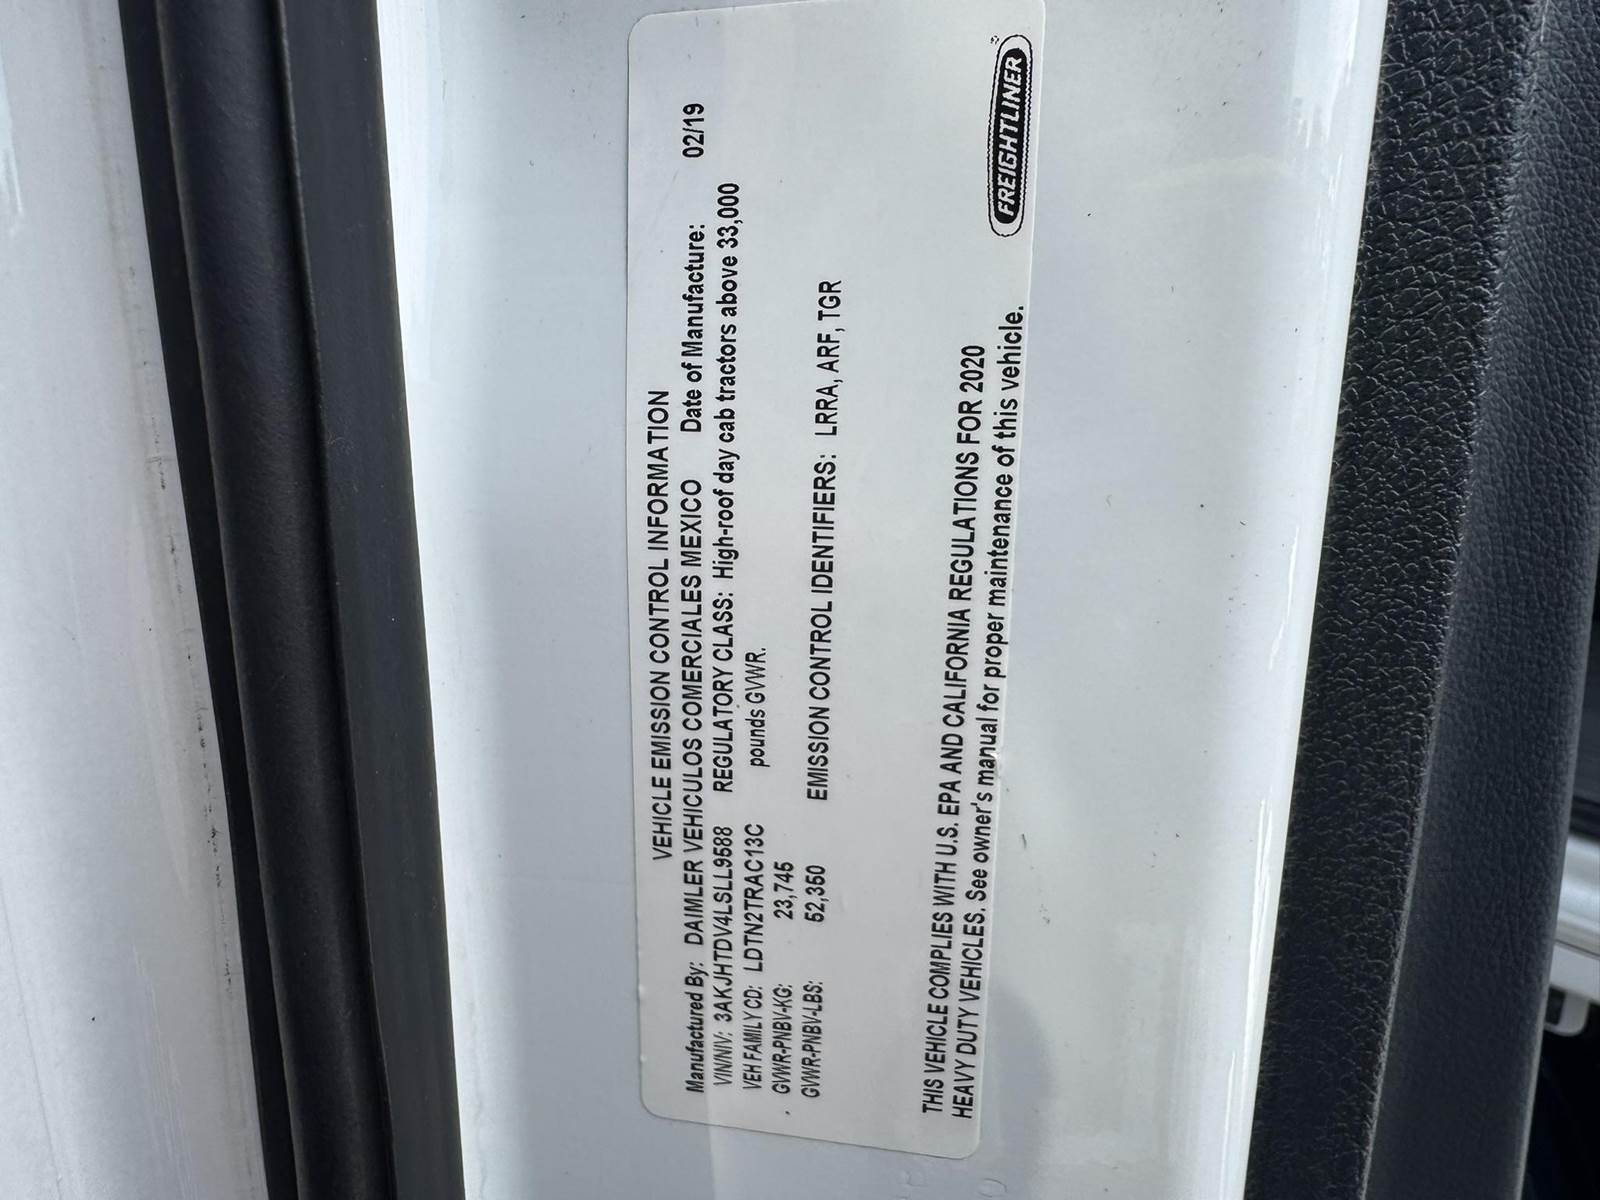 VEHICLE EMISSION CONTROL INFORMATION
Manufactured By: DAIMLER VEHICULOS COMERCIALES MEXICO Date of Manufacture: 02/19
VIN/NIV: 3AKJHTDV4LSLL9588 REGULATORY CLASS: High-roof day cab tractors above 33,000
VEH FAMILY CD: LDTN2TRAC13C pounds GVWR.
GVWR-PNBV-KG: 23,745
GVWR-PNBV-LBS: 52,350 EMISSION CONTROL IDENTIFIERS: LRRA, ARF, TGR
THIS VEHICLE COMPLIES WITH U.S. EPA AND CALIFORNIA REGULATIONS FOR 2020
HEAVY DUTY VEHICLES. See owner's manual for proper maintenance of this vehicle.
FREIGHTLINER